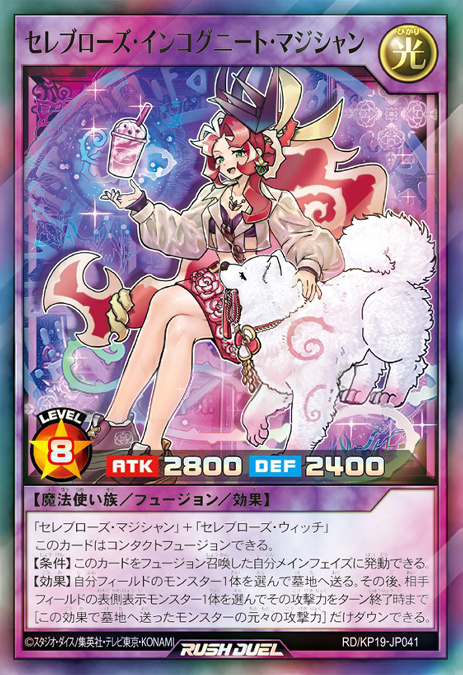 セレブローズ・インコグニート・マジシャン
ひかり
光
LEVEL
8
ATK 2800 DEF 2400
【魔法使い族／フュージョン／効果】
「セレブローズ・マジシャン」+「セレブローズ・ウィッチ」
このカードはコンタクトフュージョンできる。
【条件】このカードをフュージョン召喚した自分メインフェイズに発動できる。
【効果】自分フィールドのモンスター1体を選んで墓地へ送る。その後、相手
フィールドの表側表示モンスター1体を選んでその攻撃力をターン終了時まで
［この効果で墓地へ送ったモンスターの元々の攻撃力］だけダウンできる。
©スタジオ・ダイス/集英社・テレビ東京・KONAMI
RUSH DUEL
RD/KP19-JP041